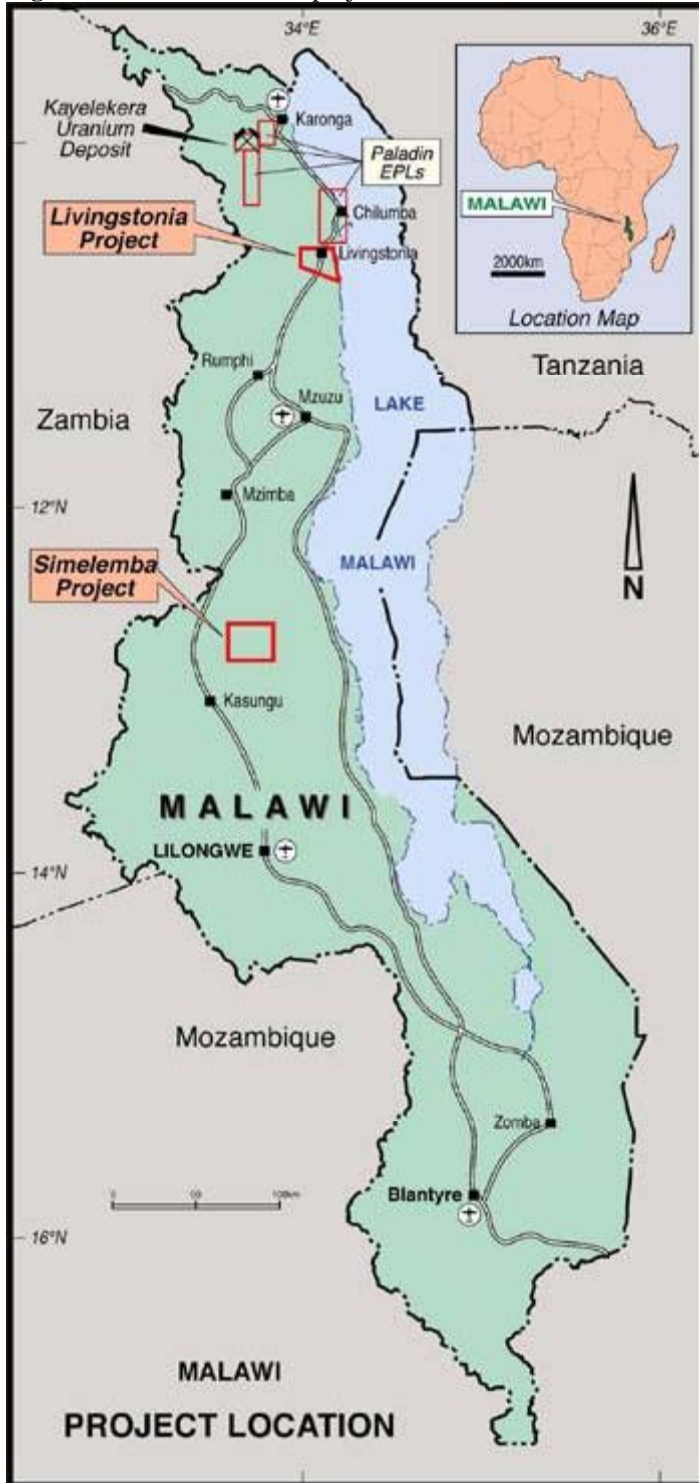 34°E
36°E
Kayelekera
Uranium
Deposit
Karonga
Paladin
EPLs
Livingstonia
Project
Chilumba
Livingstonia
MALAWI
2000km
Location Map
Rumphi
Mzuzu
Tanzania
Zambia
LAKE
12°N
Mzimba
MALAWI
N
Simelemba
Project
Kasungu
Mozambique
MALAWI
LILONGWE
14°N
Mozambique
Zomba
Blantyre
16°N
MALAWI
PROJECT LOCATION